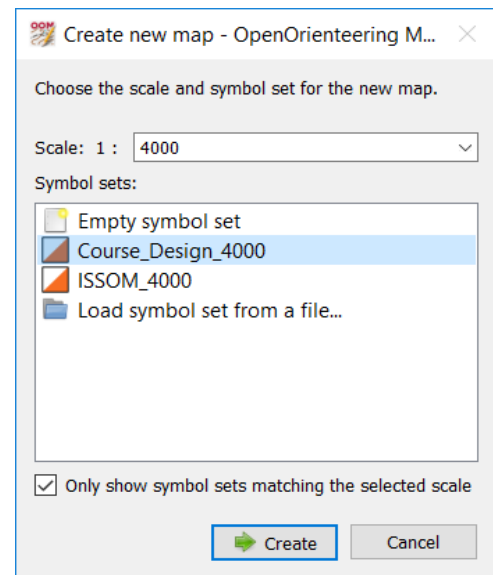 OOM
Create new map - OpenOrienteering M...
Choose the scale and symbol set for the new map.
Scale: 1 : 4000
Symbol sets:
Empty symbol set
Course_Design_4000
ISSOM_4000
Load symbol set from a file...
Only show symbol sets matching the selected scale
Create Cancel